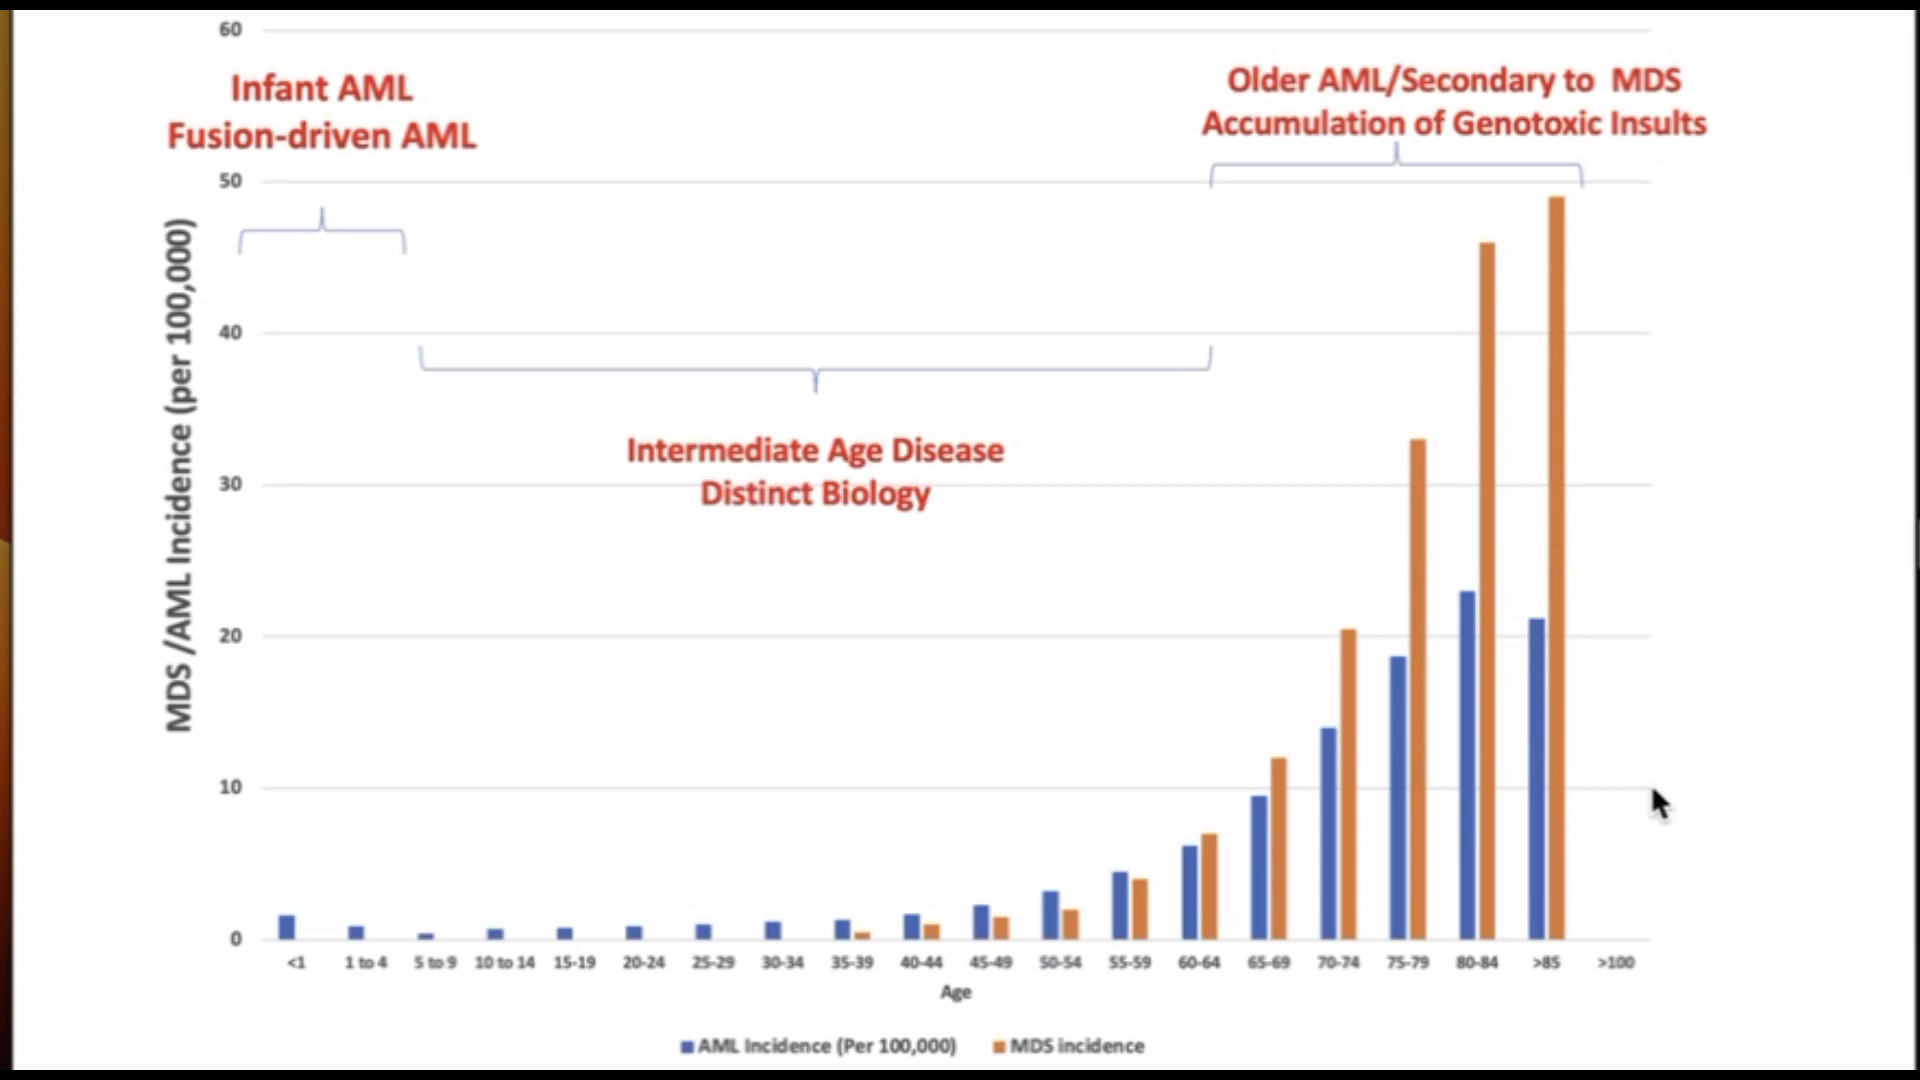 60
Infant AML
Fusion-driven AML
Older AML/Secondary to MDS
Accumulation of Genotoxic Insults
50
MDS /AML Incidence (per 100,000)
40
Intermediate Age Disease
Distinct Biology
30
20
10
0
<1 1 to 4 5 to 9 10 to 14 15-19 20-24 25-29 30-34 35-39 40-44 45-49 50-54 55-59 60-64 65-69 70-74 75-79 80-84 >85 >100
Age
AML Incidence (Per 100,000) MDS incidence